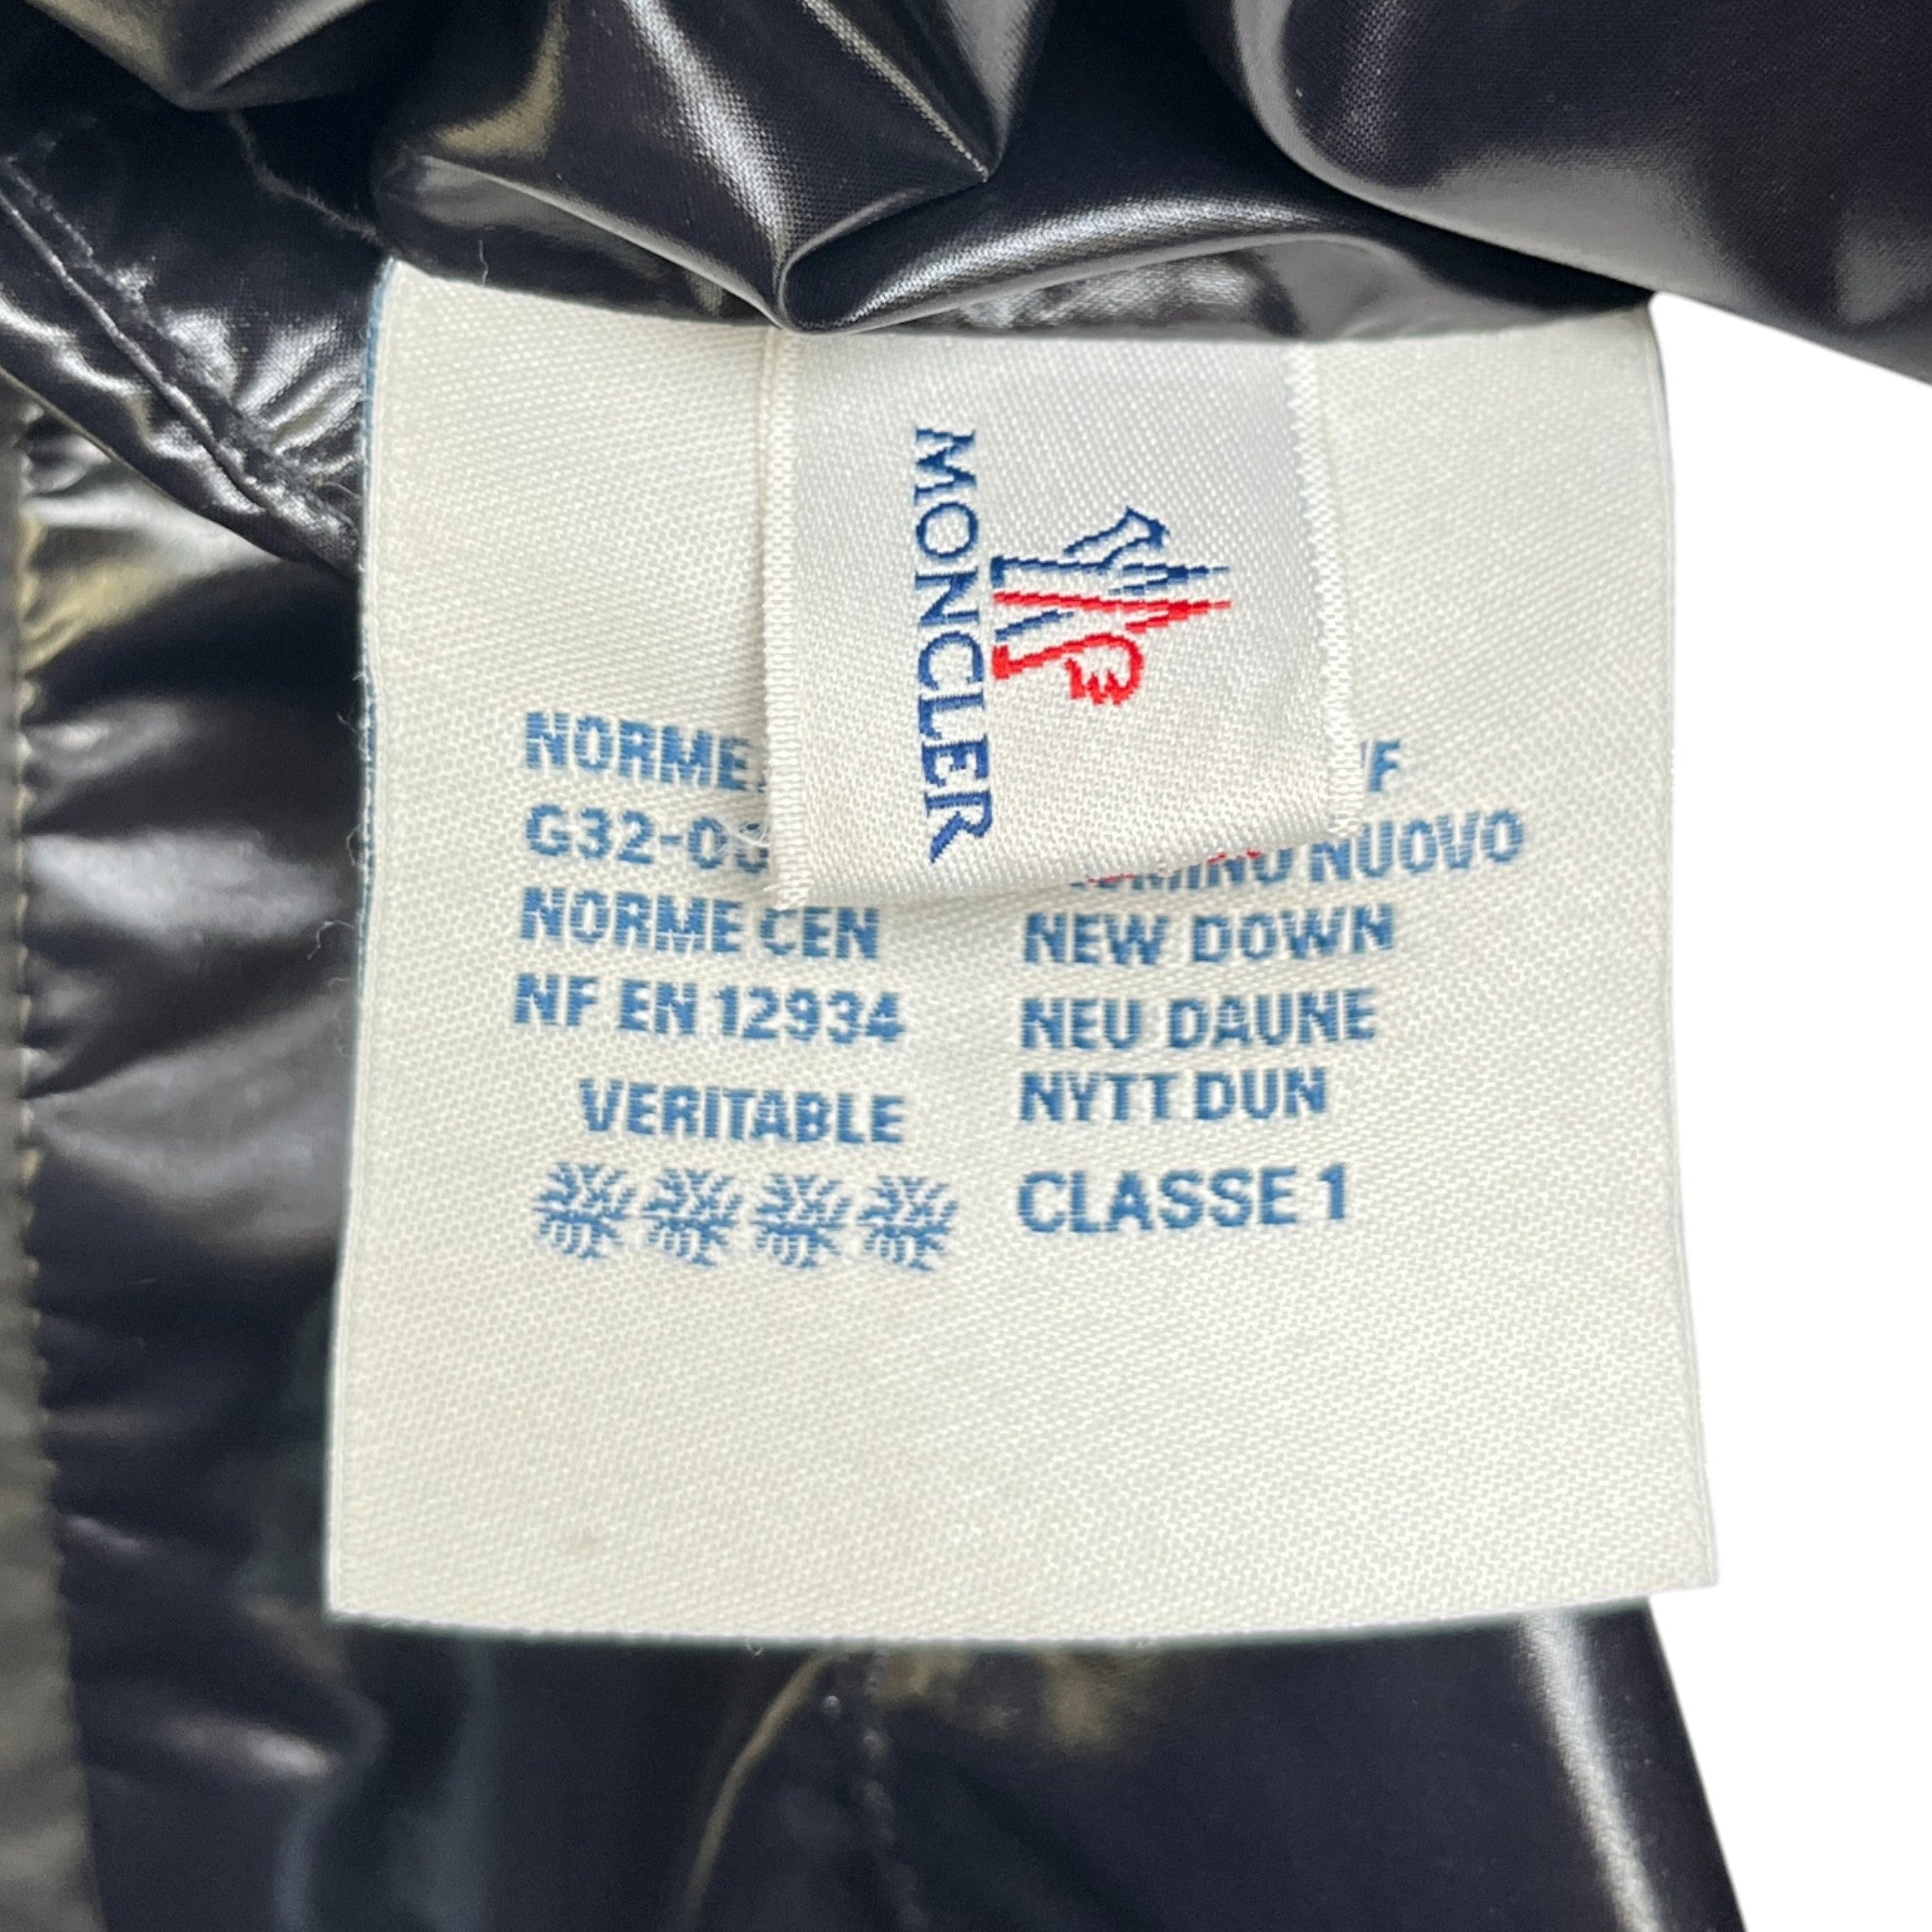 MONCLER
NORME
G32-0
NORME CEN
NF EN 12934
VERITABLE
NUOVO
NEW DOWN
NEU DAUNE
NYTT DUN
CLASSE 1